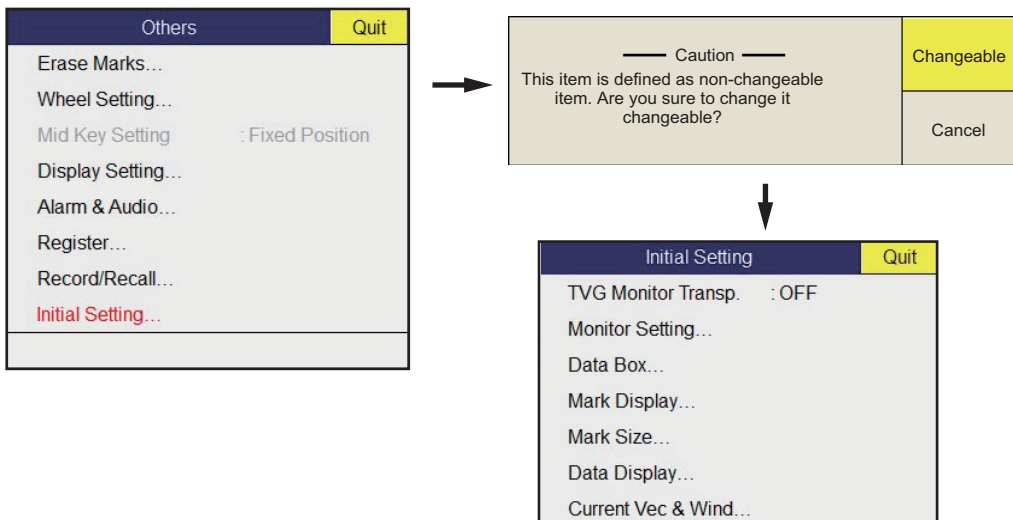 Others Quit
Erase Marks...
Wheel Setting...
Mid Key Setting : Fixed Position
Display Setting...
Alarm & Audio...
Register...
Record/Recall...
Initial Setting...
Caution
This item is defined as non-changeable
item. Are you sure to change it
changeable?
Changeable
Cancel
Initial Setting Quit
TVG Monitor Transp. : OFF
Monitor Setting...
Data Box...
Mark Display...
Mark Size...
Data Display...
Current Vec & Wind...